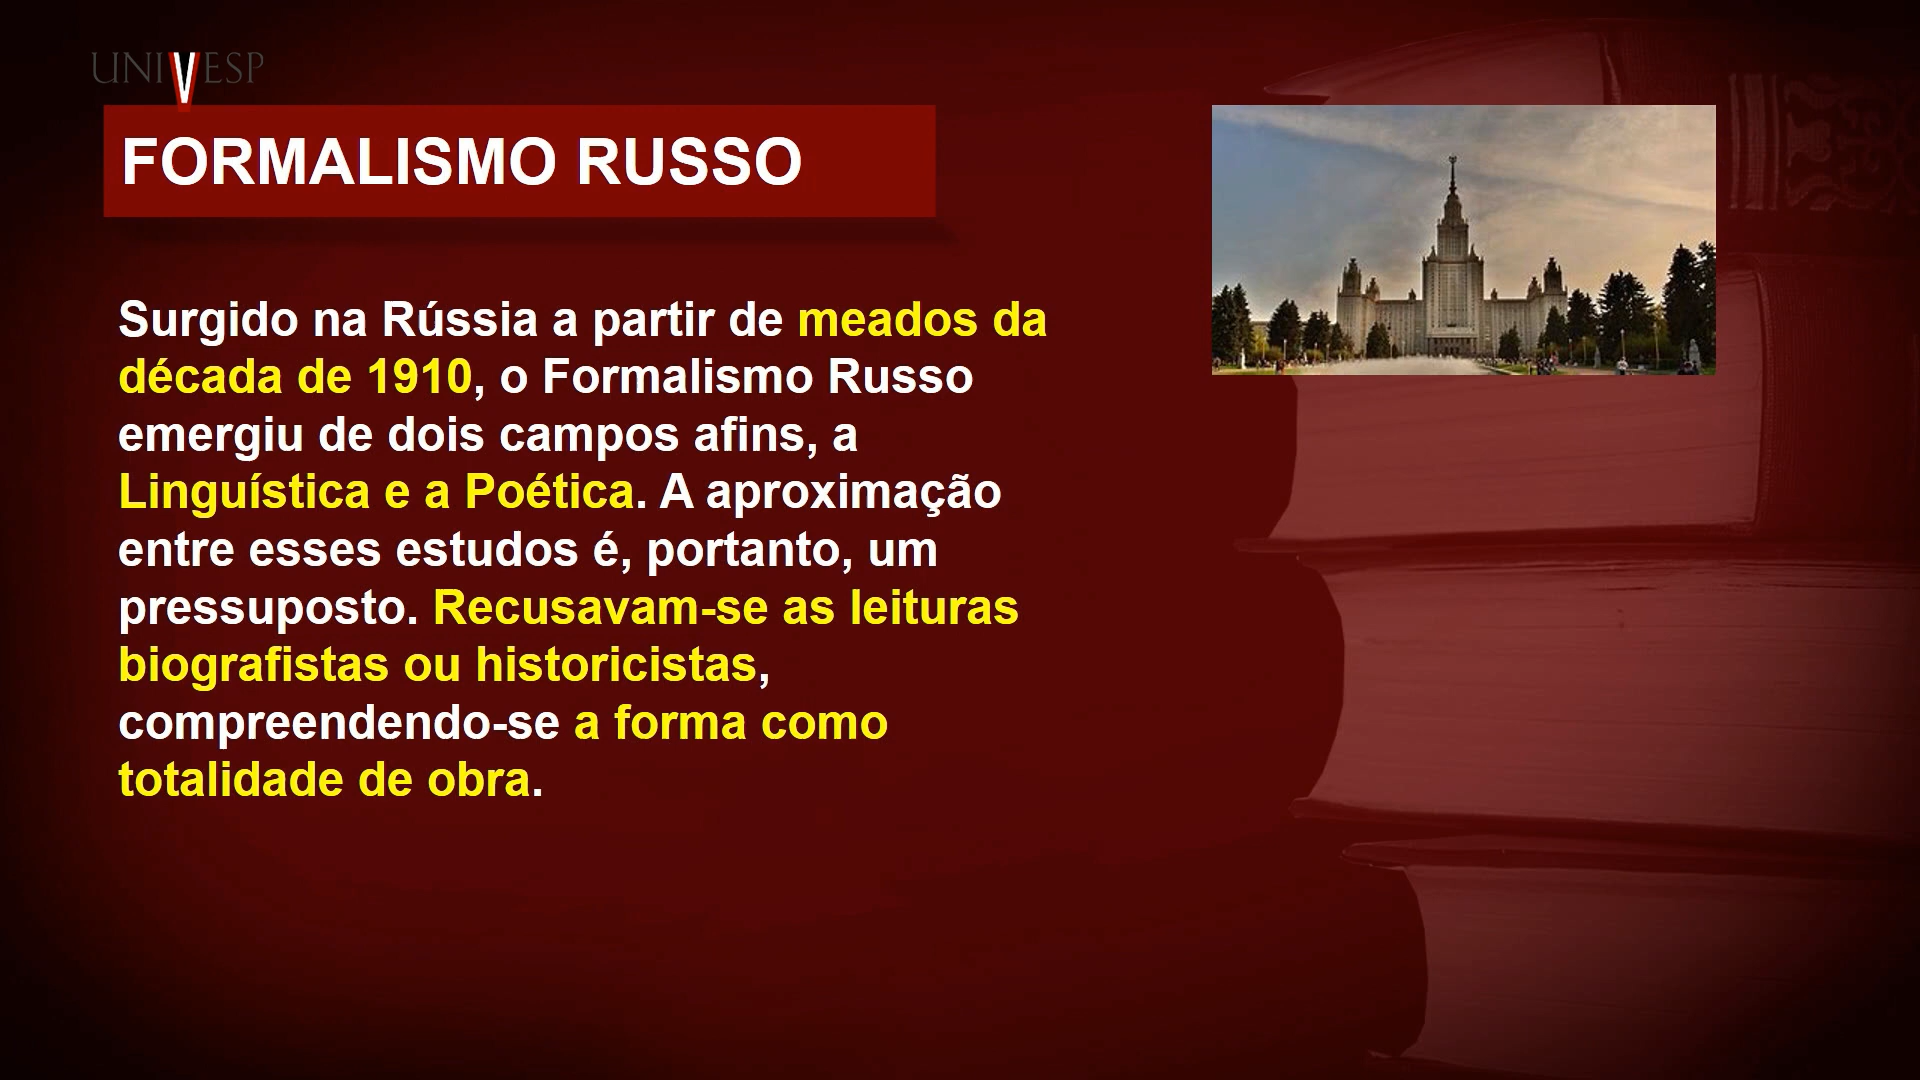 UNIVESP
FORMALISMO RUSSO
Surgido na Rússia a partir de meados da
década de 1910, o Formalismo Russo
emergiu de dois campos afins, a
Linguística e a Poética. A aproximação
entre esses estudos é, portanto, um
pressuposto. Recusavam-se as leituras
biografistas ou historicistas,
compreendendo-se a forma como
totalidade de obra.